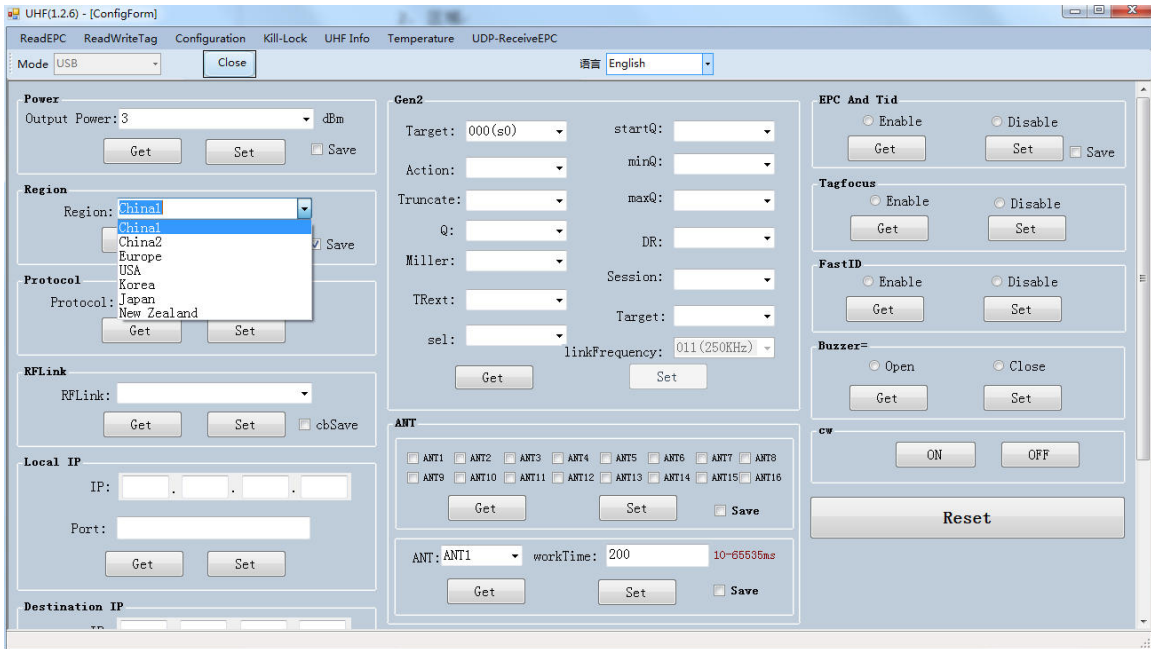 UHF(1.2.6) - [ConfigForm]
ReadEPC ReadWriteTag Configuration Kill-Lock UHF Info Temperature UDP-ReceiveEPC
Mode USB Close 语言 English
Power
Output Power: 3 dBm
Get Set Save
Region
Region: China1
China1
China2
Europe
USA
Korea
Japan
New Zealand
Save
Protocol
Protocol:
Get Set
RFLink
RFLink:
Get Set cbSave
Local IP
IP: . . .
Port:
Get Set
Destination IP
Gen2
Target: 000(s0) startQ:
Action: minQ:
Truncate: maxQ:
Q: DR:
Miller: Session:
TRext: Target:
sel: linkFrequency: 011(250KHz)
Get Set
ANT
ANT1 ANT2 ANT3 ANT4 ANT5 ANT6 ANT7 ANT8
ANT9 ANT10 ANT11 ANT12 ANT13 ANT14 ANT15 ANT16
Get Set Save
ANT: ANT1 workTime: 200 10-65535ms
Get Set Save
EPC And Tid
Enable Disable
Get Set Save
Tagfocus
Enable Disable
Get Set
FastID
Enable Disable
Get Set
Buzzer=
Open Close
Get Set
cw
ON OFF
Reset